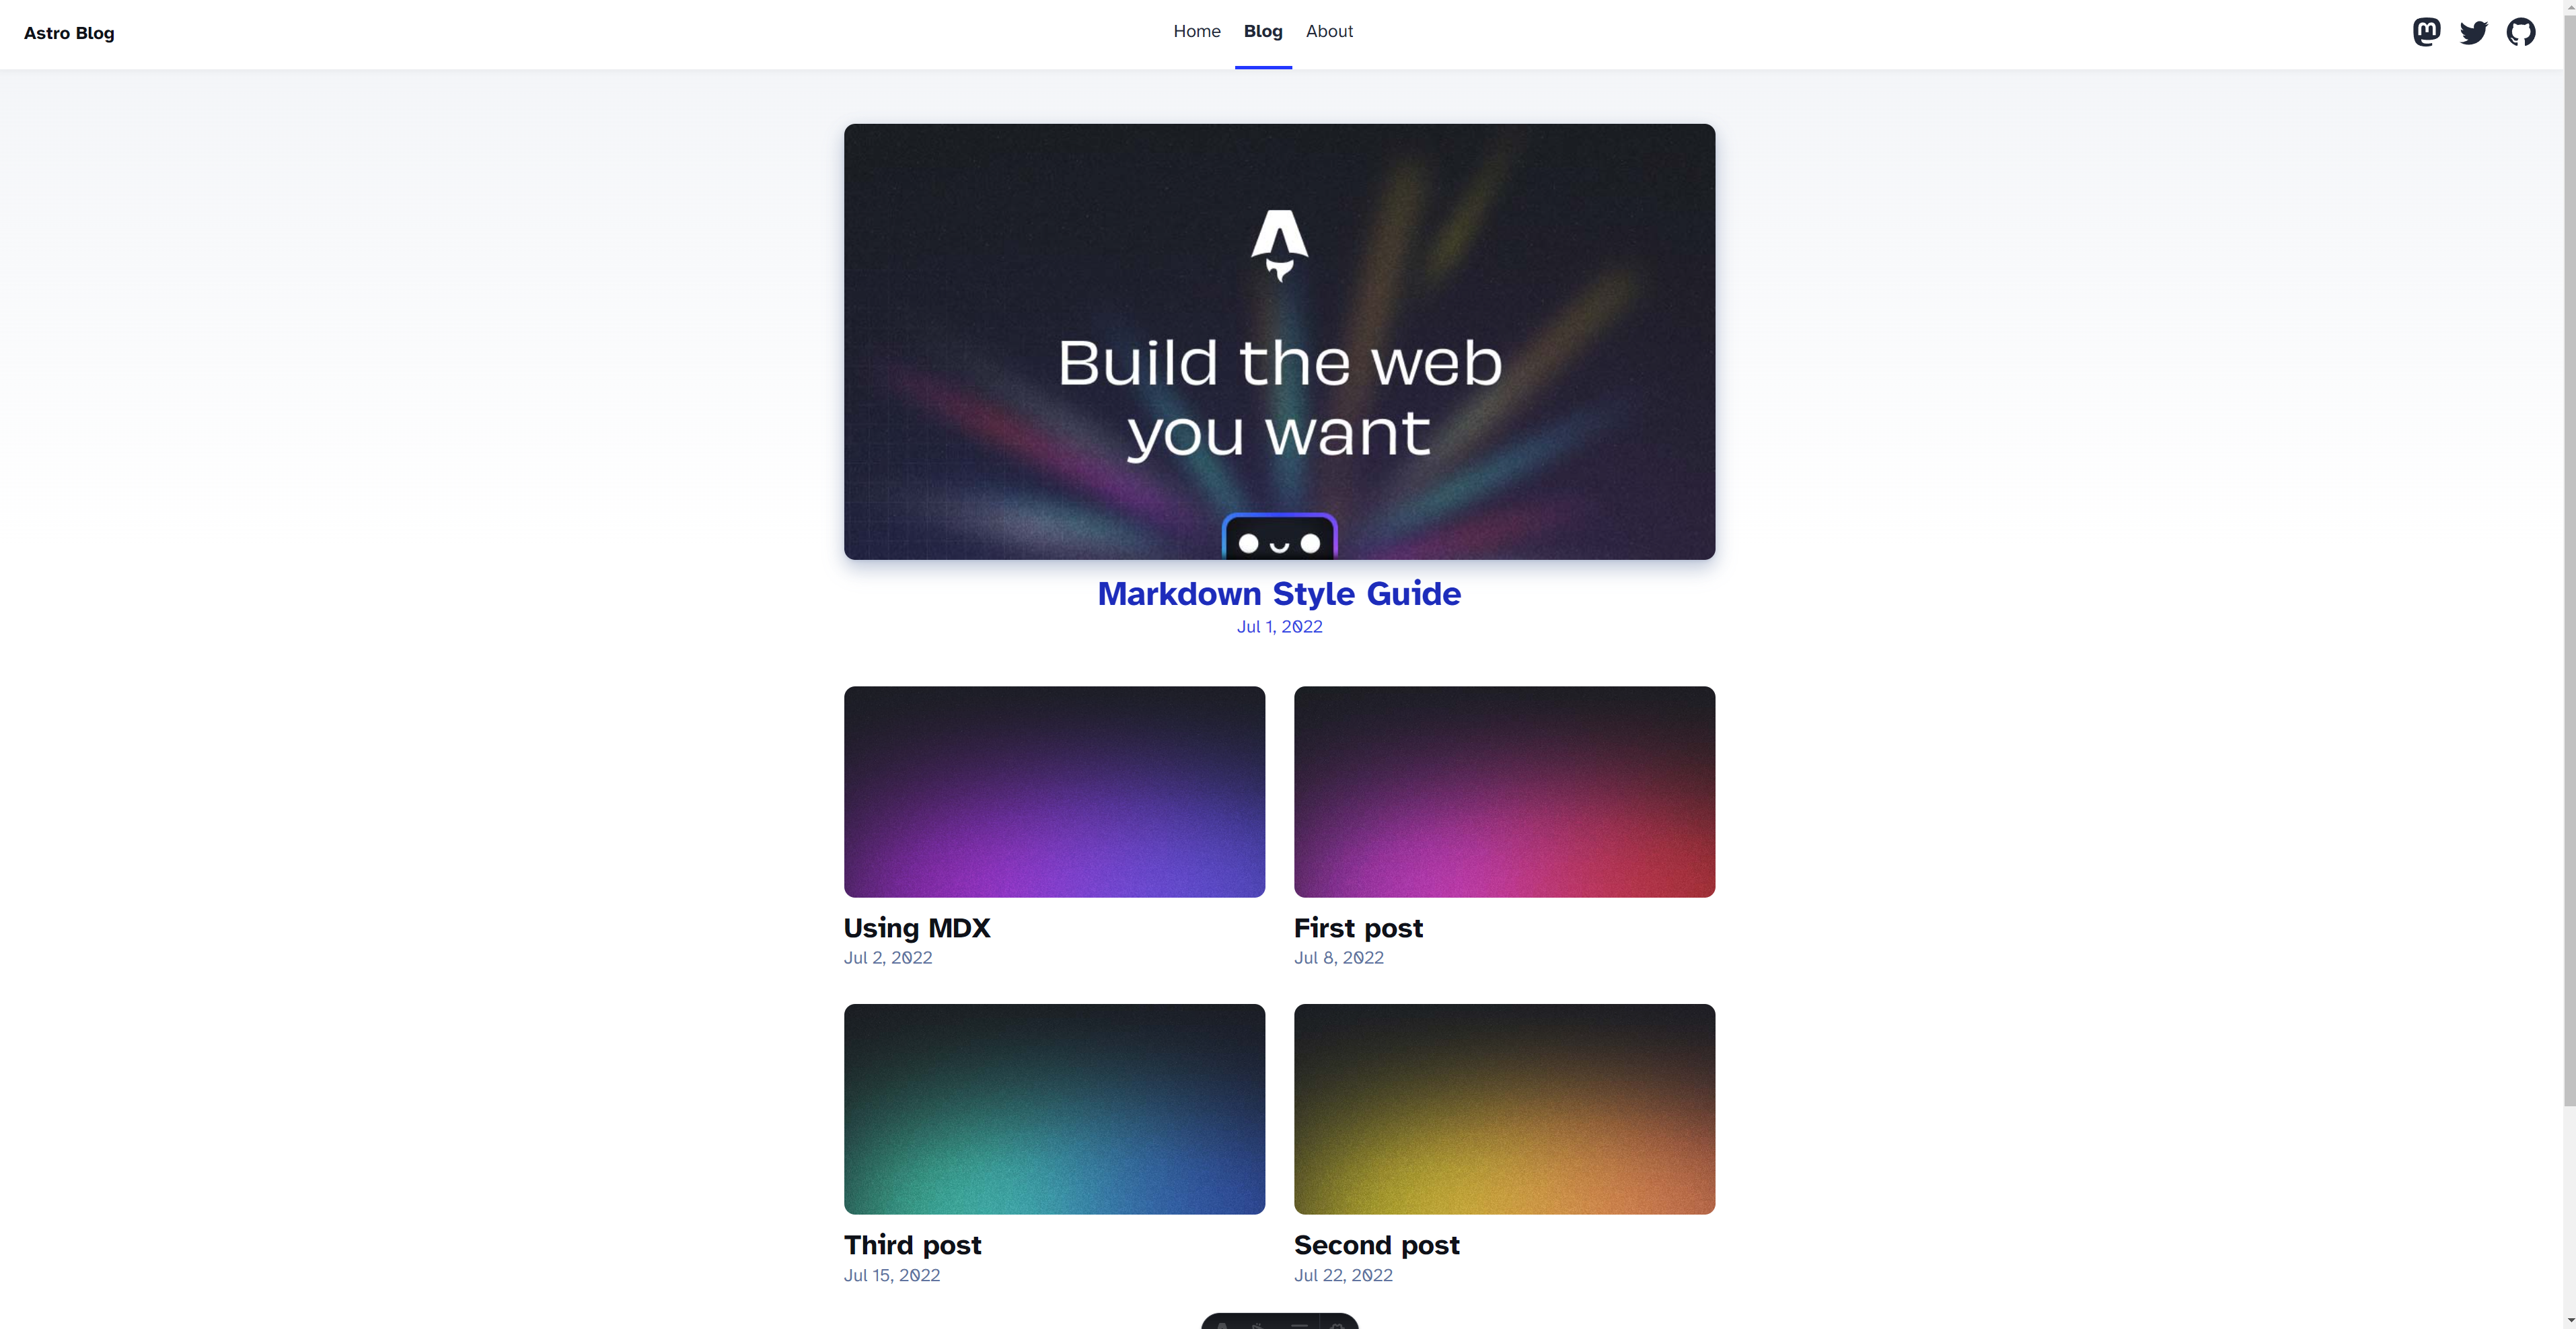 Astro Blog
Home Blog About
Build the web
you want
Markdown Style Guide
Jul 1, 2022
Using MDX
Jul 2, 2022
First post
Jul 8, 2022
Third post
Jul 15, 2022
Second post
Jul 22, 2022